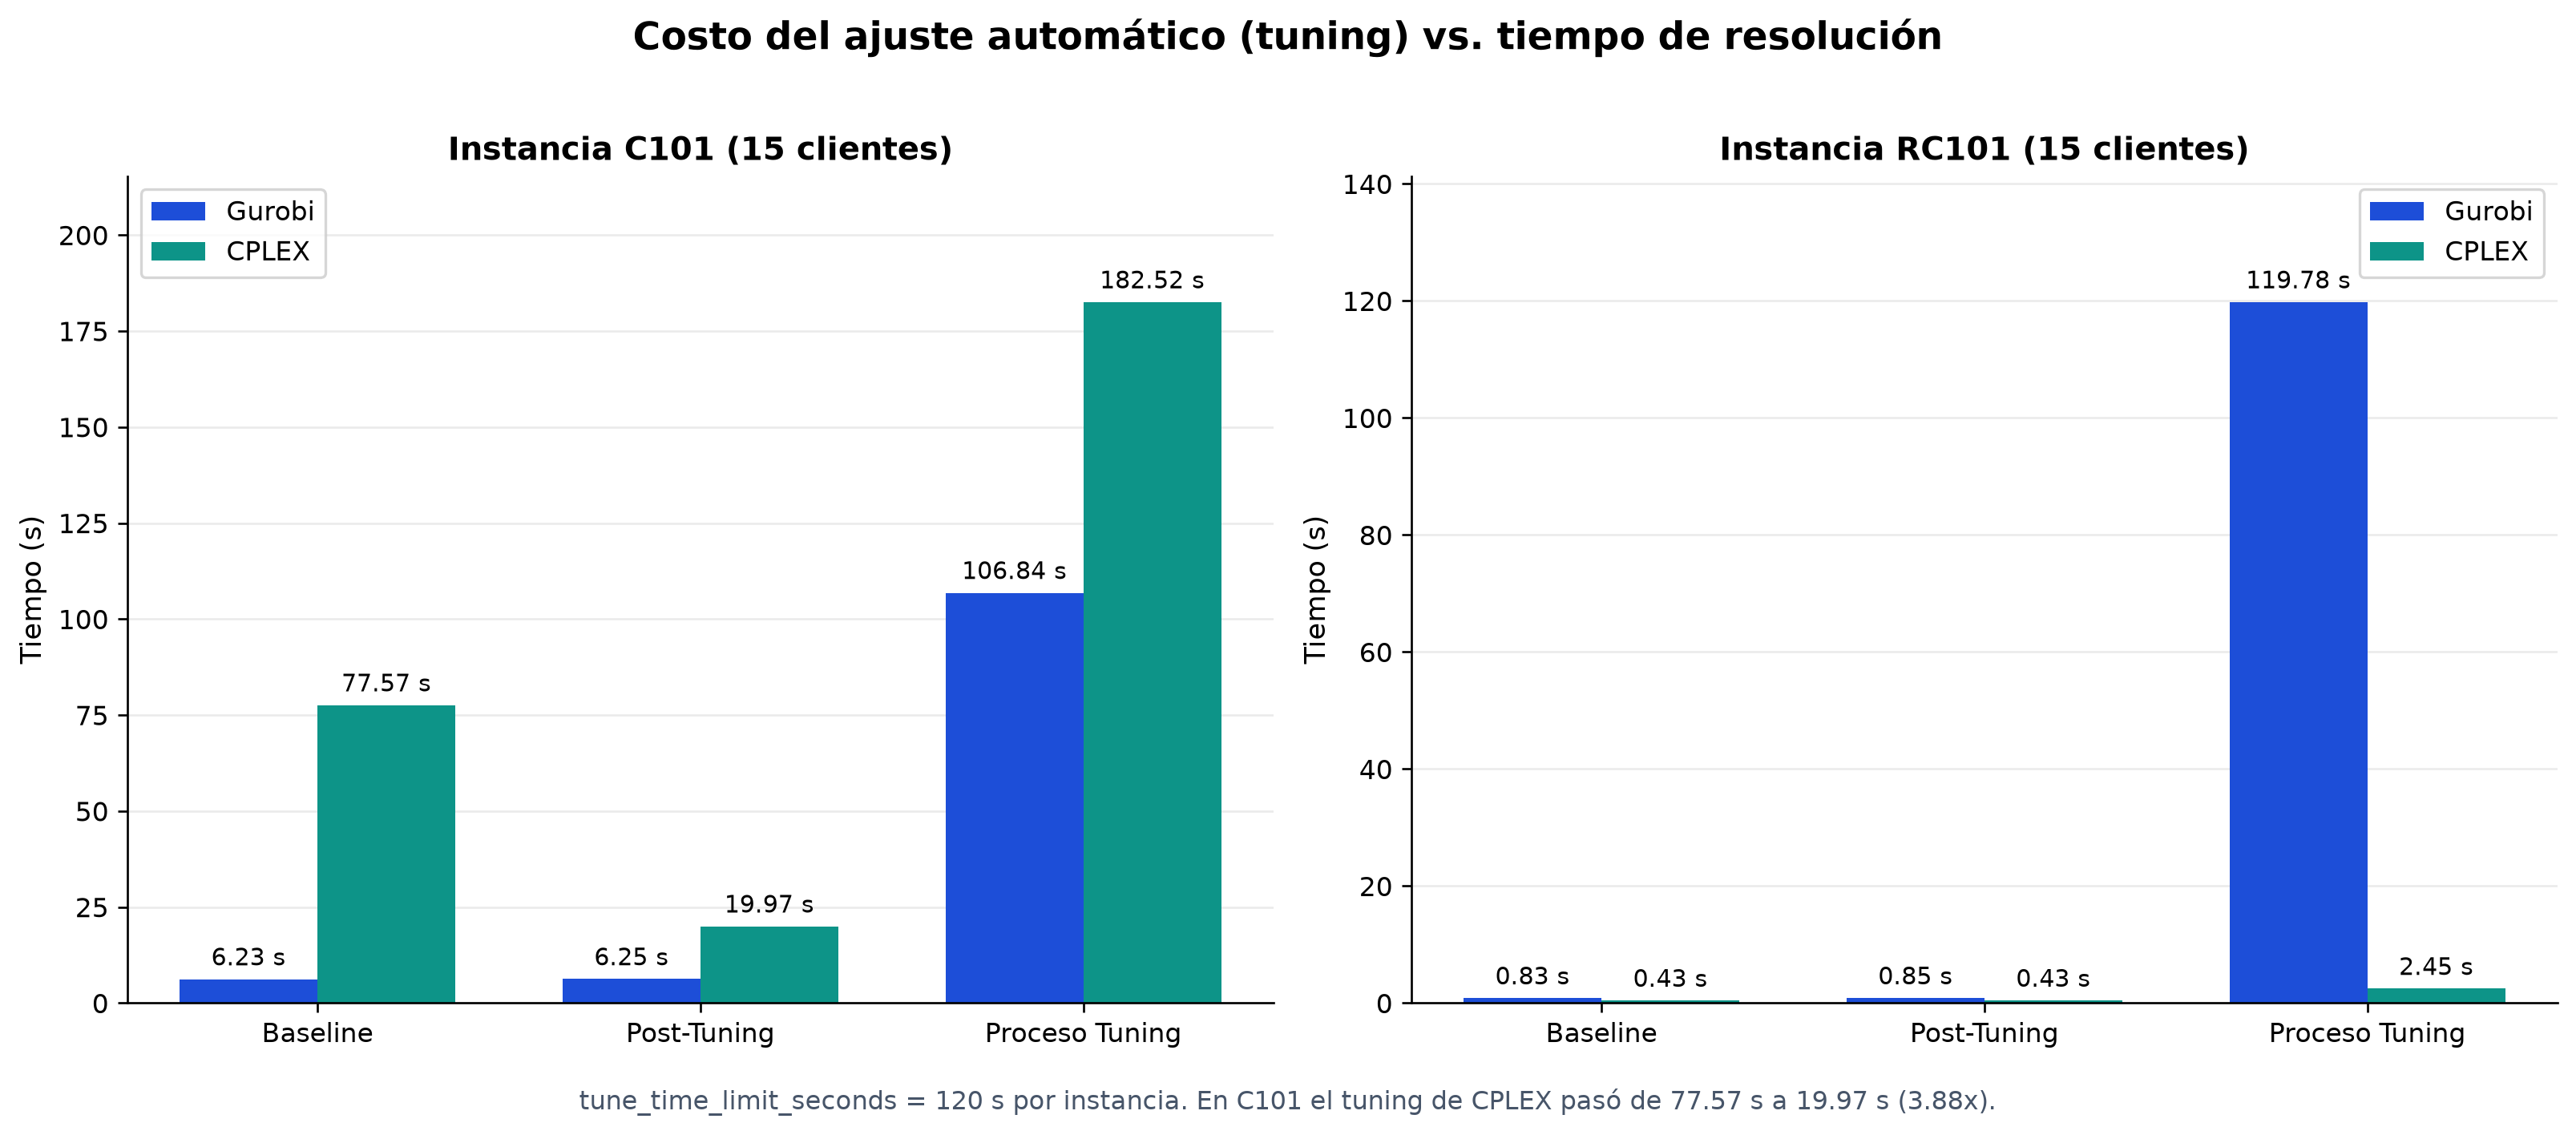 Costo del ajuste automático (tuning) vs. tiempo de resolución
Instancia C101 (15 clientes)
Gurobi
CPLEX
Tiempo (s)
200
175
150
125
100
75
50
25
0
6.23 s
77.57 s
6.25 s
19.97 s
106.84 s
182.52 s
Baseline
Post-Tuning
Proceso Tuning
Instancia RC101 (15 clientes)
Gurobi
CPLEX
Tiempo (s)
140
120
100
80
60
40
20
0
0.83 s
0.43 s
0.85 s
0.43 s
119.78 s
2.45 s
Baseline
Post-Tuning
Proceso Tuning
tune_time_limit_seconds = 120 s por instancia. En C101 el tuning de CPLEX pasó de 77.57 s a 19.97 s (3.88x).